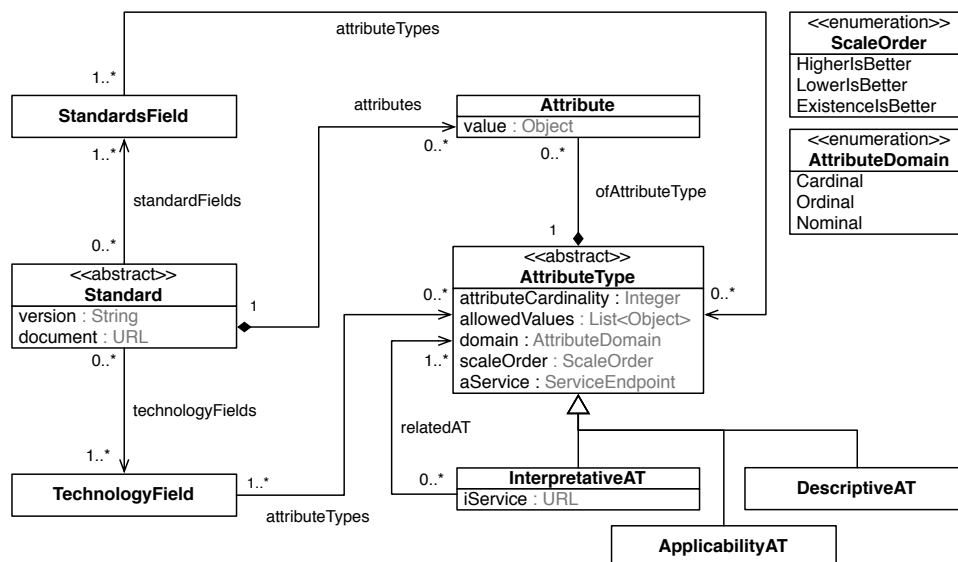 attributeTypes
1..*
StandardsField
1..*
standardFields
0..*
<<abstract>>
Standard
version : String
document : URL
0..*
technologyFields
1..*
TechnologyField
1
attributes
0..*
Attribute
value : Object
0..*
ofAttributeType
1
<<abstract>>
AttributeType
attributeCardinality : Integer
allowedValues : List<Object>
domain : AttributeDomain
scaleOrder : ScaleOrder
aService : ServiceEndpoint
0..*
0..*
1..*
relatedAT
0..*
1..*
attributeTypes
InterpretativeAT
iService : URL
ApplicabilityAT
DescriptiveAT
<<enumeration>>
ScaleOrder
HigherIsBetter
LowerIsBetter
ExistenceIsBetter
<<enumeration>>
AttributeDomain
Cardinal
Ordinal
Nominal